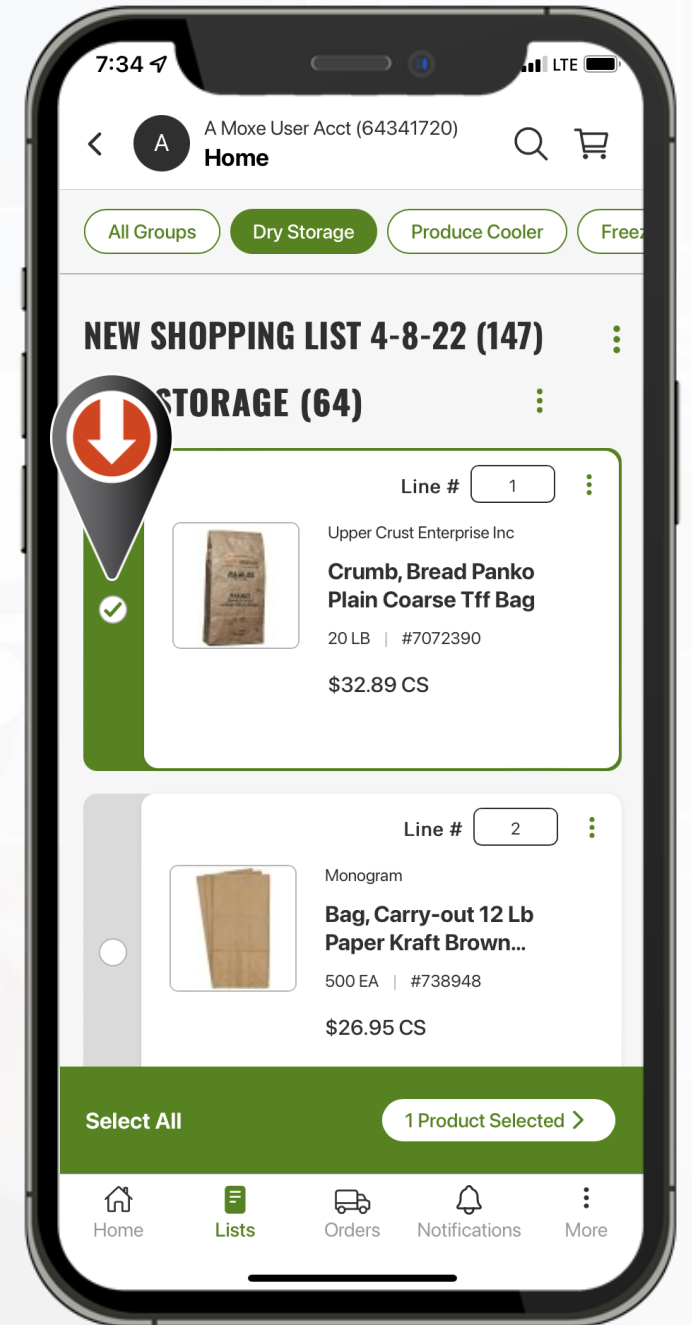 7:34
LTE
A
A Moxe User Acct (64341720)
Home
All Groups
Dry Storage
Produce Cooler
Freez
NEW SHOPPING LIST 4-8-22 (147)
STORAGE (64)
Line #
1
Upper Crust Enterprise Inc
Crumb, Bread Panko
Plain Coarse Tff Bag
20 LB | #7072390
$32.89 CS
Line #
2
Monogram
Bag, Carry-out 12 Lb
Paper Kraft Brown...
500 EA | #738948
$26.95 CS
Select All
1 Product Selected
Home
Lists
Orders
Notifications
More